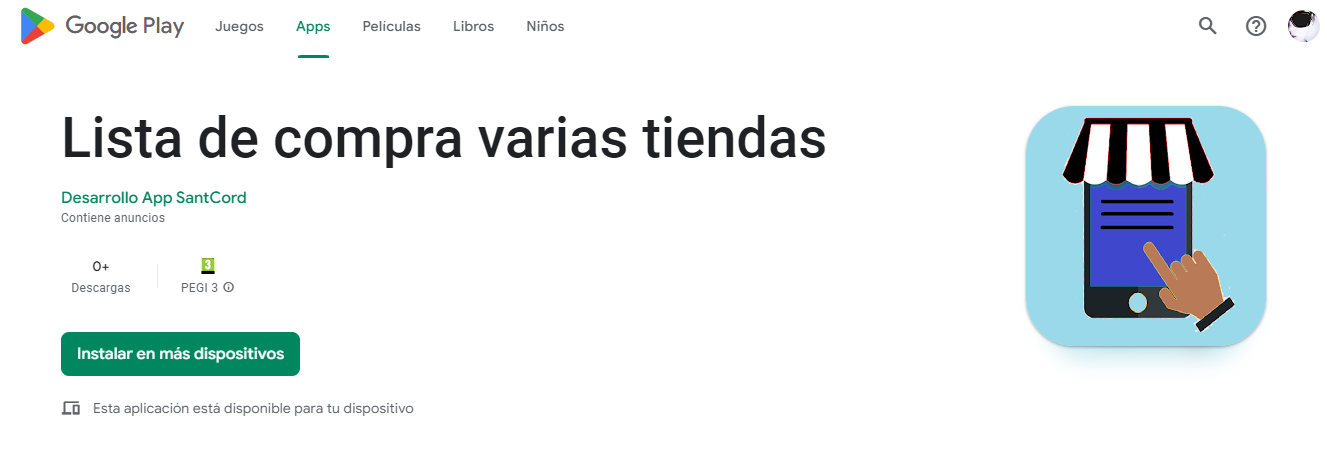 Google Play Juegos Apps Películas Libros Niños
Lista de compra varias tiendas
Desarrollo App SantCord
Contiene anuncios
0+ 3
Descargas PEGI 3
Instalar en más dispositivos
Esta aplicación está disponible para tu dispositivo